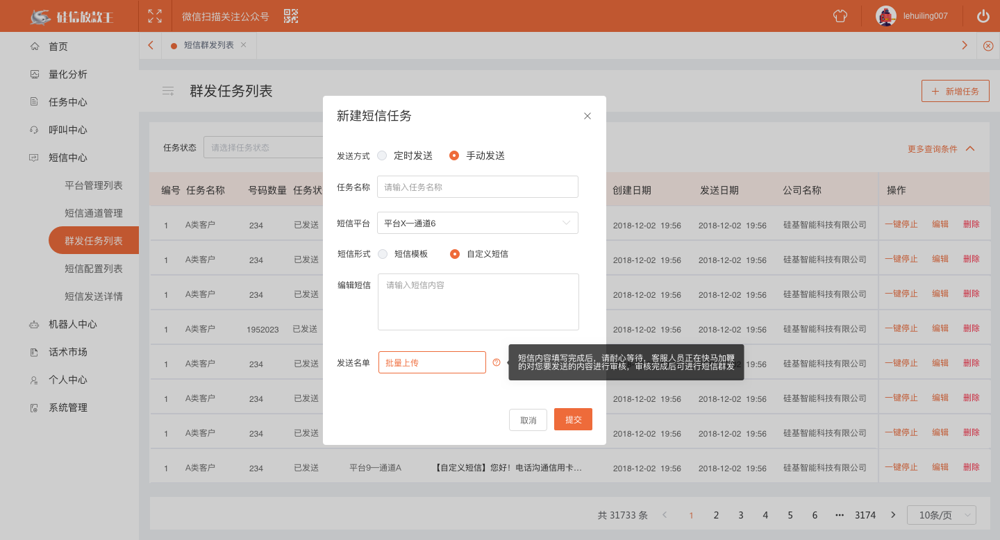 硅信放款王
微信扫描关注公众号
lehuiling007
首页
量化分析
任务中心
呼叫中心
短信中心
平台管理列表
短信通道管理
群发任务列表
短信配置列表
短信发送详情
机器人中心
话术市场
个人中心
系统管理
短信群发列表
群发任务列表
新增任务
任务状态 请选择任务状态
更多查询条件
编号 任务名称 号码数量 任务状 创建日期 发送日期 公司名称 操作
1 A类客户 234 已发送 2018-12-02 19:56 2018-12-02 19:56 硅基智能科技有限公司 一键停止 编辑 删除
1 A类客户 234 已发送 2018-12-02 19:56 2018-12-02 19:56 硅基智能科技有限公司 一键停止 编辑 删除
1 A类客户 234 已发送 2018-12-02 19:56 2018-12-02 19:56 硅基智能科技有限公司 一键停止 编辑 删除
1 A类客户 1952023 已发送 2018-12-02 19:56 2018-12-02 19:56 硅基智能科技有限公司 一键停止 编辑 删除
1 A类客户 234 已发送 硅基智能科技有限公司 一键停止 编辑 删除
1 A类客户 234 已发送 2018-12-02 19:56 2018-12-02 19:56 硅基智能科技有限公司 一键停止 编辑 删除
1 A类客户 234 已发送 2018-12-02 19:56 2018-12-02 19:56 硅基智能科技有限公司 一键停止 编辑 删除
1 A类客户 234 已发送 平台9—通道A 【自定义短信】您好！电话沟通信用卡… 2018-12-02 19:56 2018-12-02 19:56 硅基智能科技有限公司 一键停止 编辑 删除
共 31733 条 1 2 3 4 5 6 ••• 3174 10条/页
新建短信任务
发送方式 定时发送 手动发送
任务名称 请输入任务名称
短信平台 平台X—通道6
短信形式 短信模板 自定义短信
编辑短信 请输入短信内容
发送名单 批量上传
短信内容填写完成后，请耐心等待，客服人员正在快马加鞭
的对您要发送的内容进行审核，审核完成后可进行短信群发
取消 提交